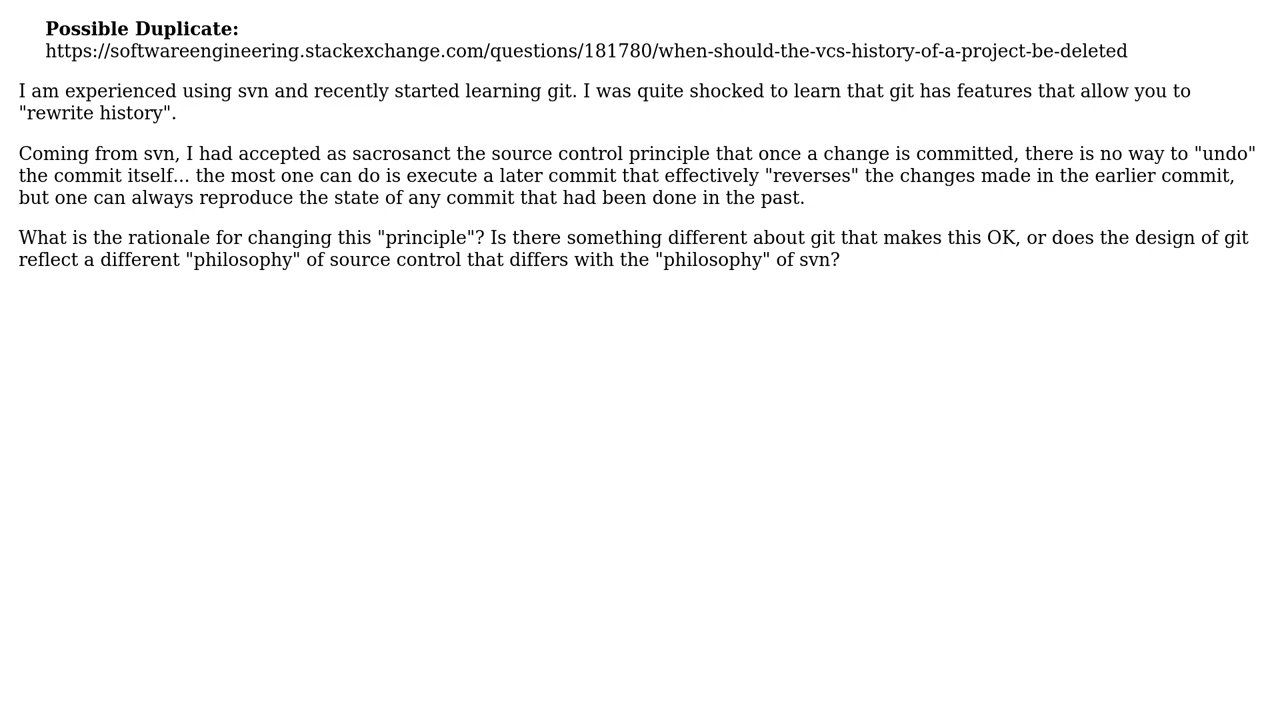 Possible Duplicate:
https://softwareengineering.stackexchange.com/questions/181780/when-should-the-vcs-history-of-a-project-be-deleted
I am experienced using svn and recently started learning git. I was quite shocked to learn that git has features that allow you to
"rewrite history".
Coming from svn, I had accepted as sacrosanct the source control principle that once a change is committed, there is no way to "undo"
the commit itself... the most one can do is execute a later commit that effectively "reverses" the changes made in the earlier commit,
but one can always reproduce the state of any commit that had been done in the past.
What is the rationale for changing this "principle"? Is there something different about git that makes this OK, or does the design of git
reflect a different "philosophy" of source control that differs with the "philosophy" of svn?